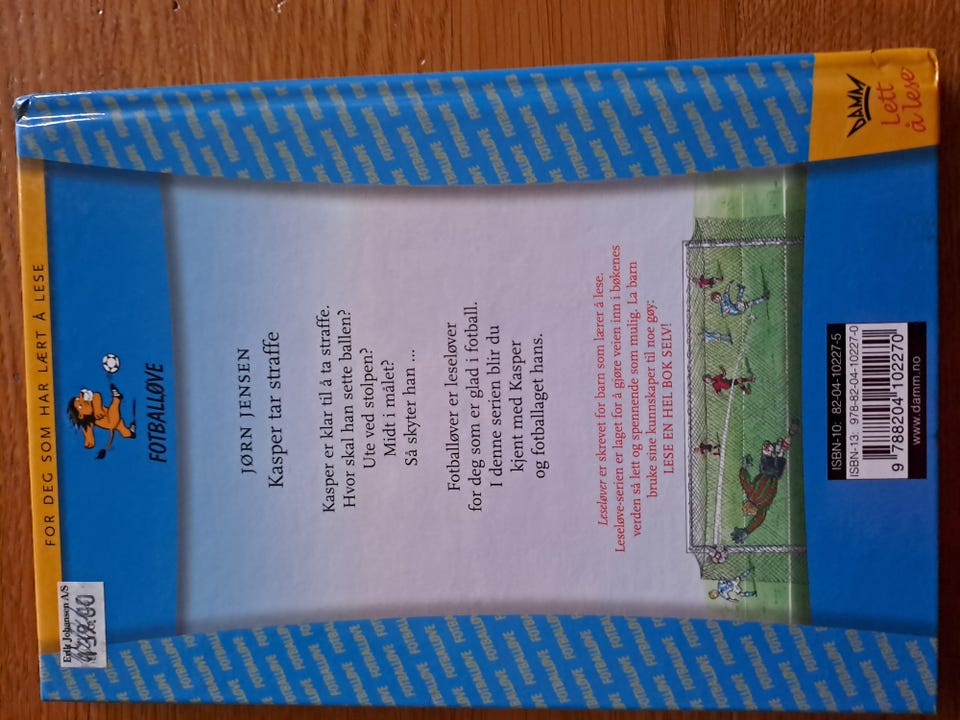 FOR DEG SOM HAR LÆRT Å LESE
Erik Johansen A/S
FOTBALLØVE
JØRN JENSEN
Kasper tar straffe
Kasper er klar til å ta straffe.
Hvor skal han sette ballen?
Ute ved stolpen?
Midt i målet?
Så skyter han ...
Fotballøver er leseløver
for deg som er glad i fotball.
I denne serien blir du
kjent med Kasper
og fotballaget hans.
Leseløver er skrevet for barn som lærer å lese.
Leseløve-serien er laget for å gjøre veien inn i bøkenes
verden så lett og spennende som mulig. La barn
bruke sine kunnskaper til noe gøy:
LESE EN HEL BOK SELV!
DAMM
Lett
å lese
ISBN-10: 82-04-10227-5
ISBN-13: 978-82-04-10227-0
9 788204 102270
www.damm.no